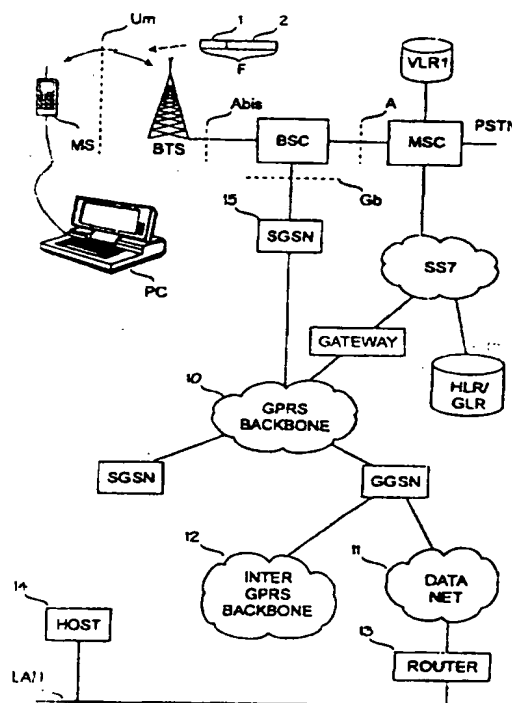 Um
1
2
F
VLR1
Abis
A
PSTN
MS
BTS
BSC
MSC
Gb
15
SGSN
SS7
PC
GATEWAY
10
HLR/
GLR
GPRS
BACKBONE
SGSN
GGSN
12
11
INTER
GPRS
BACKBONE
DATA
NET
14
13
HOST
ROUTER